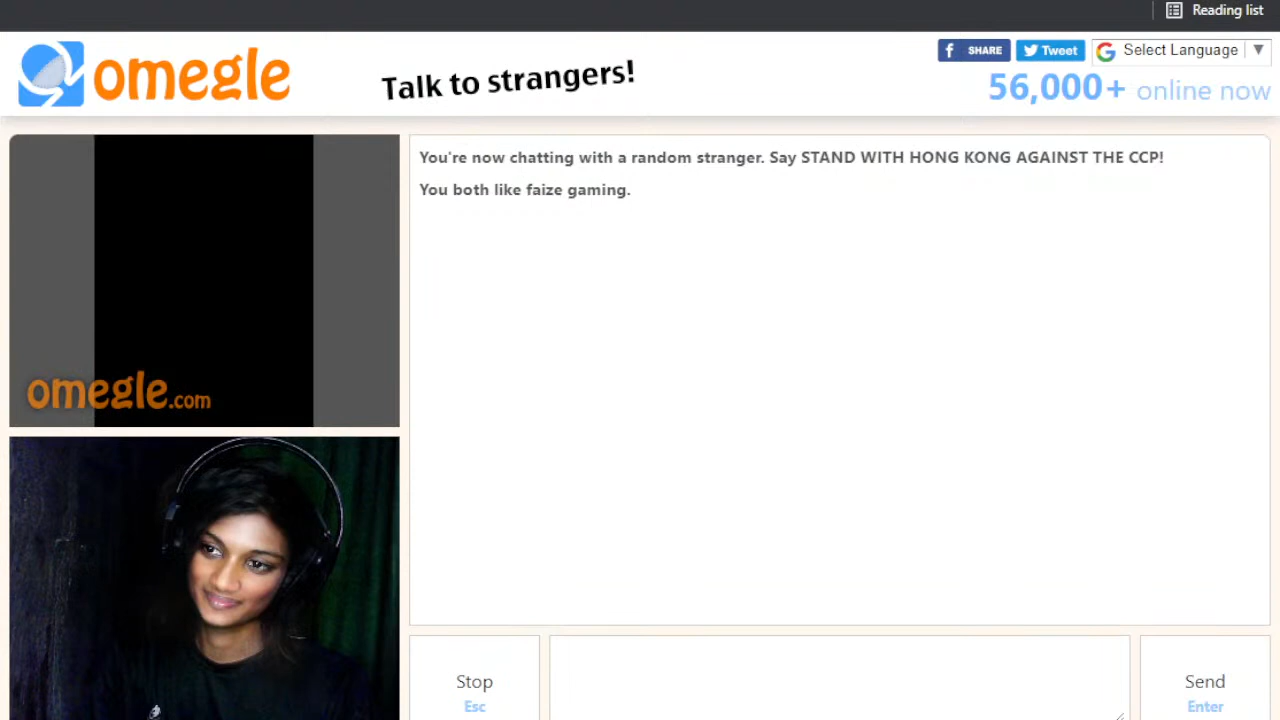 Reading list
omegle
Talk to strangers!
SHARE
Tweet
Select Language
56,000+ online now
You're now chatting with a random stranger. Say STAND WITH HONG KONG AGAINST THE CCP!
You both like faize gaming.
omegle.com
Stop
Esc
Send
Enter